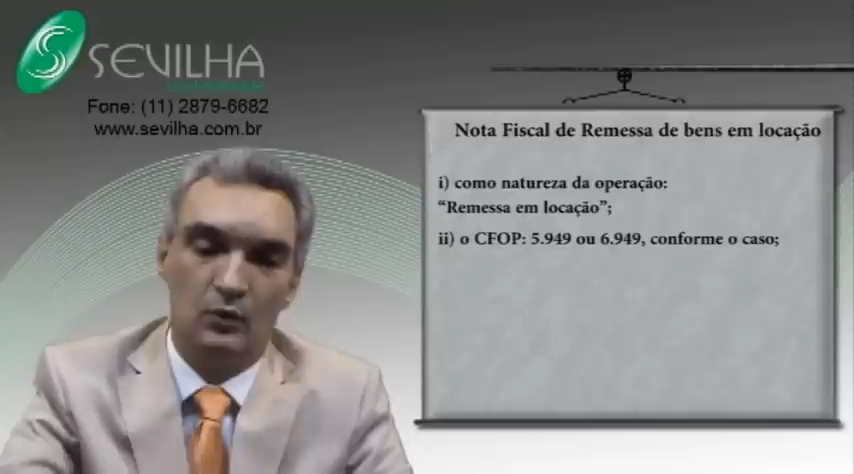 SEVILHA
Fone: (11) 2879-6682
www.sevilha.com.br
Nota Fiscal de Remessa de bens em locação
i) como natureza da operação:
“Remessa em locação”;
ii) o CFOP: 5.949 ou 6.949, conforme o caso;